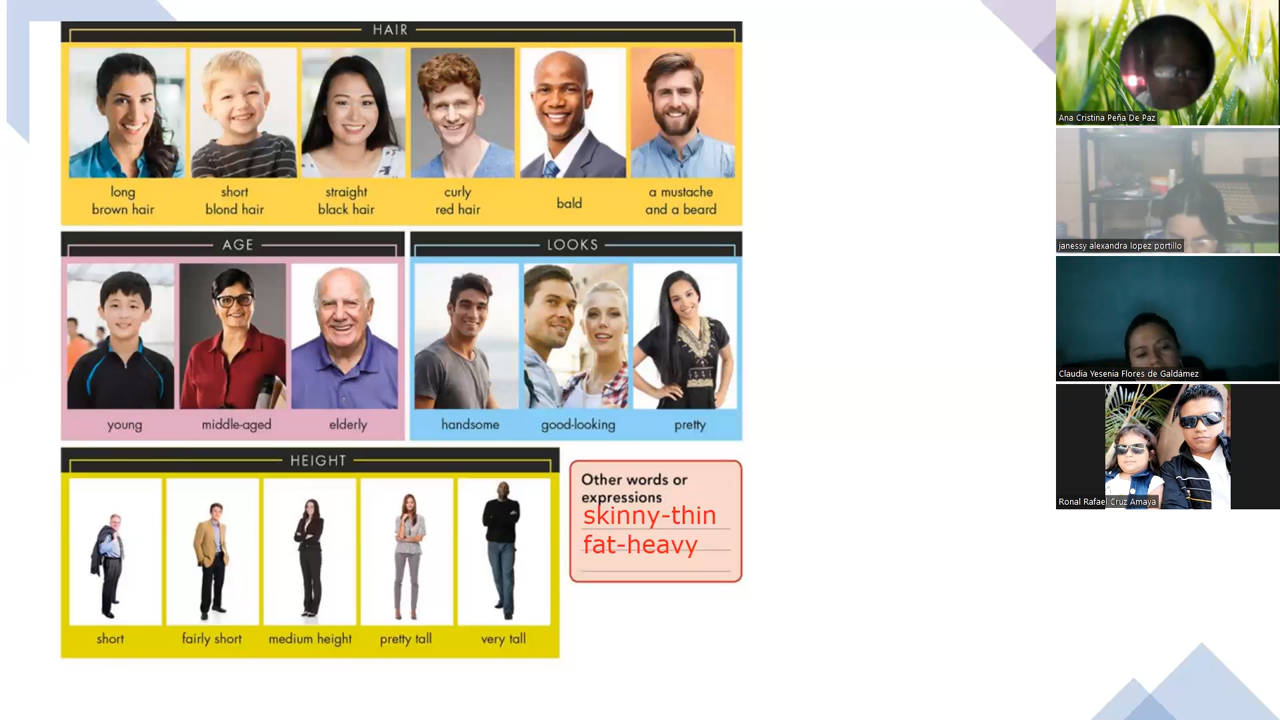 HAIR
long
brown hair
short
blond hair
straight
black hair
curly
red hair
bald
a mustache
and a beard
AGE
young
middle-aged
elderly
LOOKS
handsome
good-looking
pretty
HEIGHT
short
fairly short
medium height
pretty tall
very tall
Other words or
expressions
skinny-thin
fat-heavy
Ana Cristina Peña De Paz
janessy alexandra lopez portillo
Claudia Yesenia Flores de Galdámez
Ronal Rafael Cruz Amaya